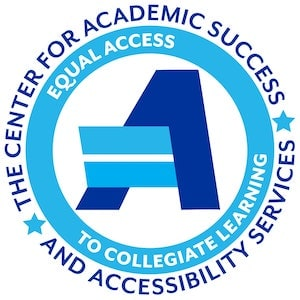 THE CENTER FOR ACADEMIC SUCCESS
AND ACCESSIBILITY SERVICES
EQUAL ACCESS
TO COLLEGIATE LEARNING
A